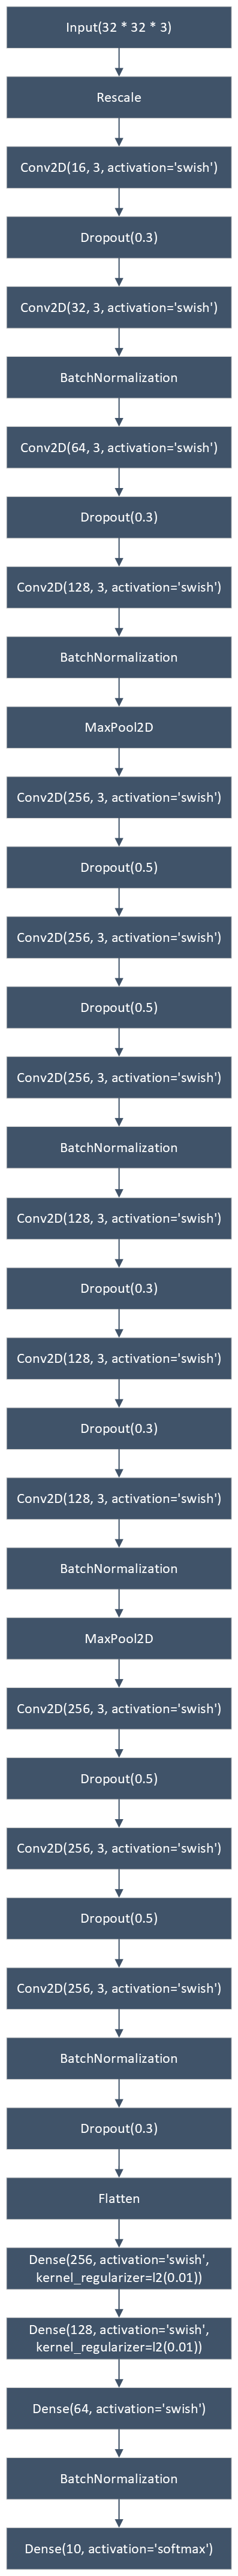 Input(32 * 32 * 3)
Rescale
Conv2D(16, 3, activation='swish')
Dropout(0.3)
Conv2D(32, 3, activation='swish')
BatchNormalization
Conv2D(64, 3, activation='swish')
Dropout(0.3)
Conv2D(128, 3, activation='swish')
BatchNormalization
MaxPool2D
Conv2D(256, 3, activation='swish')
Dropout(0.5)
Conv2D(256, 3, activation='swish')
Dropout(0.5)
Conv2D(256, 3, activation='swish')
BatchNormalization
Conv2D(128, 3, activation='swish')
Dropout(0.3)
Conv2D(128, 3, activation='swish')
Dropout(0.3)
Conv2D(128, 3, activation='swish')
BatchNormalization
MaxPool2D
Conv2D(256, 3, activation='swish')
Dropout(0.5)
Conv2D(256, 3, activation='swish')
Dropout(0.5)
Conv2D(256, 3, activation='swish')
BatchNormalization
Dropout(0.3)
Flatten
Dense(256, activation='swish',
kernel_regularizer=l2(0.01))
Dense(128, activation='swish',
kernel_regularizer=l2(0.01))
Dense(64, activation='swish')
BatchNormalization
Dense(10, activation='softmax')